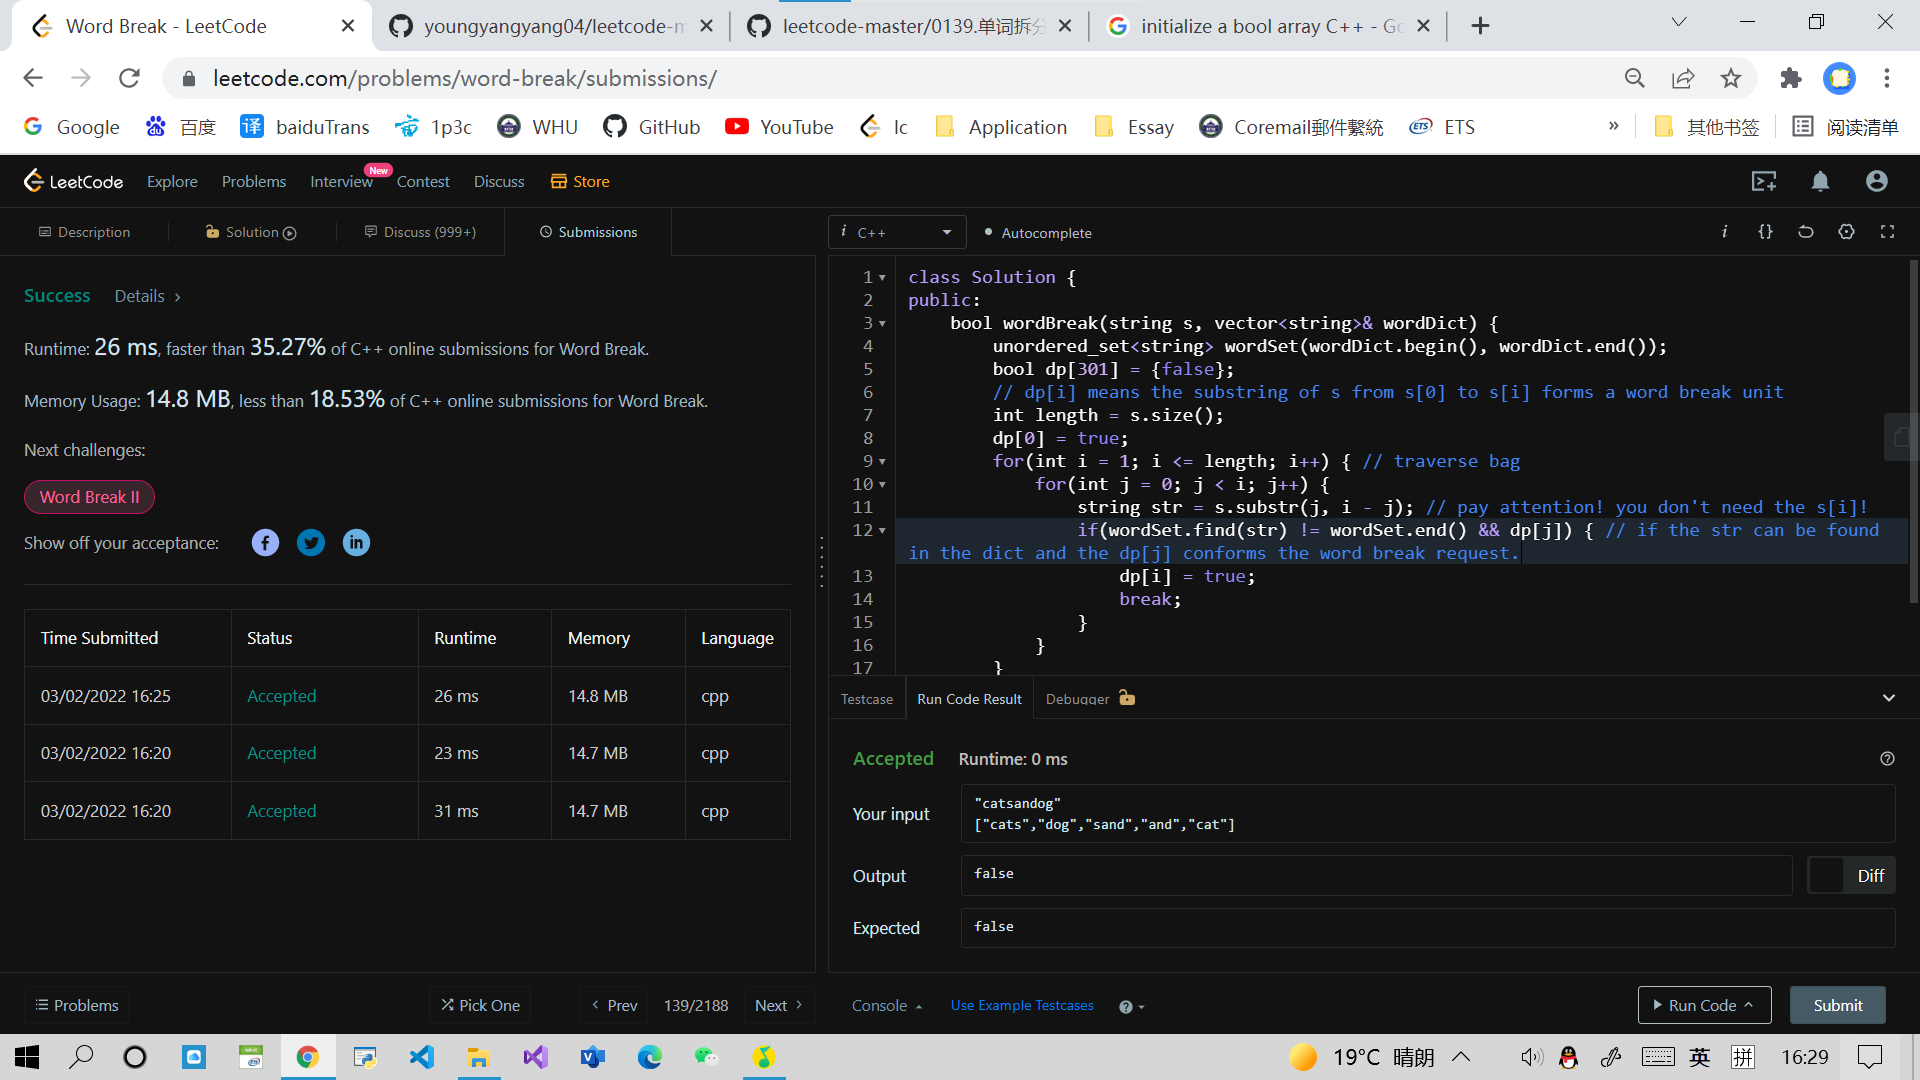 Word Break - LeetCode
youngyangyang04/leetcode-m
leetcode-master/0139.单词拆分
initialize a bool array C++ - Go
leetcode.com/problems/word-break/submissions/
Google
百度
译 baiduTrans
1p3c
WHU
GitHub
YouTube
lc
Application
Essay
Coremail郵件繫統
ETS
»
其他书签
阅读清单
LeetCode
Explore
Problems
Interview New
Contest
Discuss
Store
Description
Solution
Discuss (999+)
Submissions
i C++
Autocomplete
i {}
Success Details >
Runtime: 26 ms, faster than 35.27% of C++ online submissions for Word Break.
Memory Usage: 14.8 MB, less than 18.53% of C++ online submissions for Word Break.
Next challenges:
Word Break II
Show off your acceptance:
Time Submitted Status Runtime Memory Language
03/02/2022 16:25 Accepted 26 ms 14.8 MB cpp
03/02/2022 16:20 Accepted 23 ms 14.7 MB cpp
03/02/2022 16:20 Accepted 31 ms 14.7 MB cpp
1 class Solution {
2 public:
3 bool wordBreak(string s, vector<string>& wordDict) {
4 unordered_set<string> wordSet(wordDict.begin(), wordDict.end());
5 bool dp[301] = {false};
6 // dp[i] means the substring of s from s[0] to s[i] forms a word break unit
7 int length = s.size();
8 dp[0] = true;
9 for(int i = 1; i <= length; i++) { // traverse bag
10 for(int j = 0; j < i; j++) {
11 string str = s.substr(j, i - j); // pay attention! you don't need the s[i]!
12 if(wordSet.find(str) != wordSet.end() && dp[j]) { // if the str can be found
in the dict and the dp[j] conforms the word break request.
13 dp[i] = true;
14 break;
15 }
16 }
17 }
Testcase
Run Code Result
Debugger
Accepted Runtime: 0 ms
Your input
"catsandog"
["cats","dog","sand","and","cat"]
Output
false
Diff
Expected
false
Problems
Pick One
Prev
139/2188
Next
Console
Use Example Testcases
Run Code
Submit
19°C 晴朗
英
拼
16:29